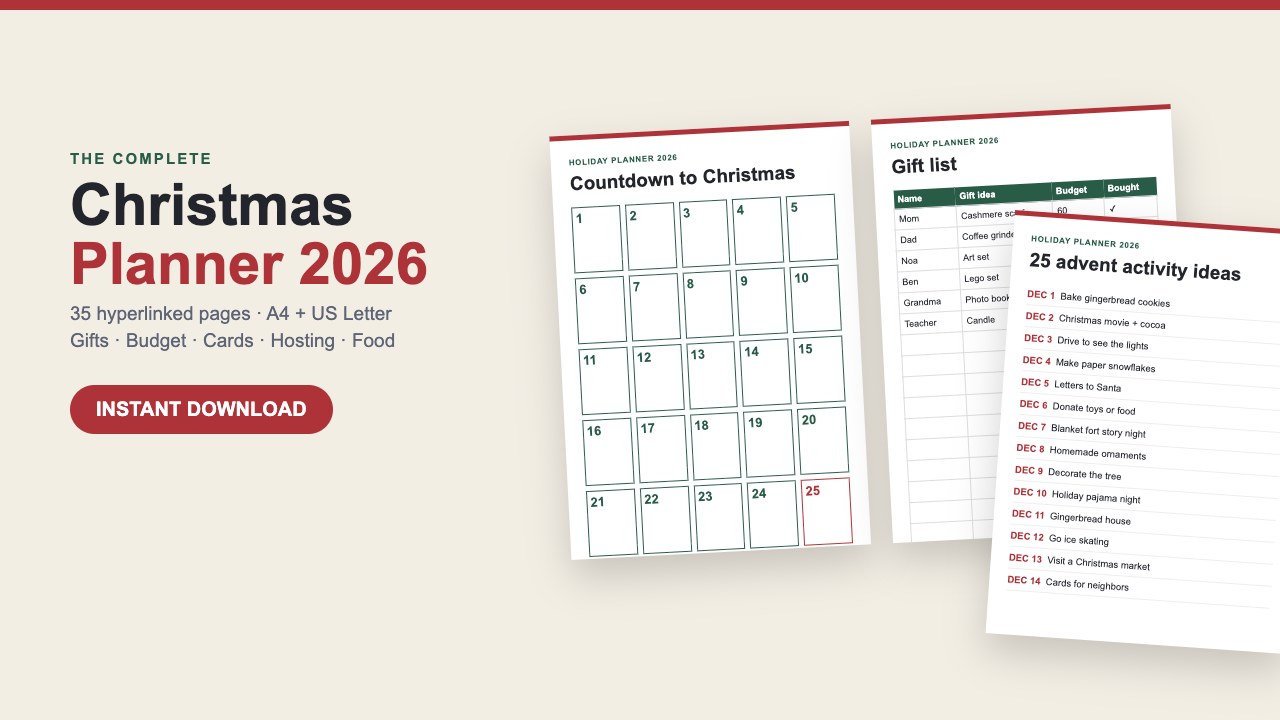 THE COMPLETE
Christmas
Planner 2026
35 hyperlinked pages · A4 + US Letter
Gifts · Budget · Cards · Hosting · Food
INSTANT DOWNLOAD
HOLIDAY PLANNER 2026
Countdown to Christmas
1 2 3 4 5
6 7 8 9 10
11 12 13 14 15
16 17 18 19 20
21 22 23 24 25
HOLIDAY PLANNER 2026
Gift list
Name Gift idea Budget Bought
Mom Cashmere 60 ✓
Dad Coffee
Noa Art set
Ben Lego set
Grandma Photo book
Teacher Candle
HOLIDAY PLANNER 2026
25 advent activity ideas
DEC 1 Bake gingerbread cookies
DEC 2 Christmas movie + cocoa
DEC 3 Drive to see the lights
DEC 4 Make paper snowflakes
DEC 5 Letters to Santa
DEC 6 Donate toys or food
DEC 7 Blanket fort story night
DEC 8 Homemade ornaments
DEC 9 Decorate the tree
DEC 10 Holiday pajama night
DEC 11 Gingerbread house
DEC 12 Go ice skating
DEC 13 Visit a Christmas market
DEC 14 Cards for neighbors